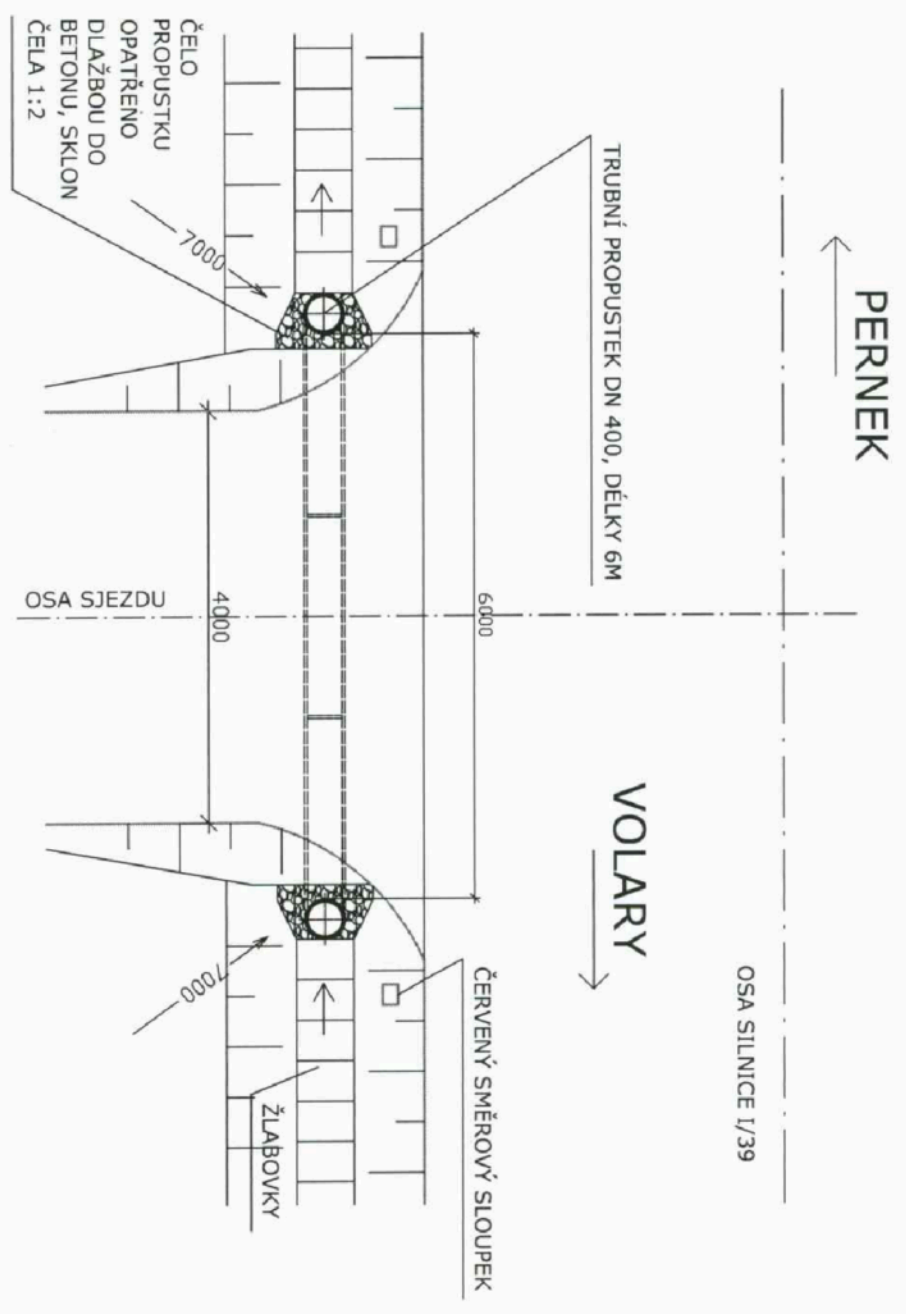 PERNEK
VOLARY
OSA SILNICE I/39
TRUBNÍ PROPUSTEK DN 400, DÉLKY 6M
ČERVENÝ SMĚROVÝ SLOUPEK
6000
7000
7000
4000
ČELO
PROPUSTKU
OPATŘENO
DLAŽBOU DO
BETONU, SKLON
ČELA 1:2
ŽLABOVKY
OSA SJEZDU